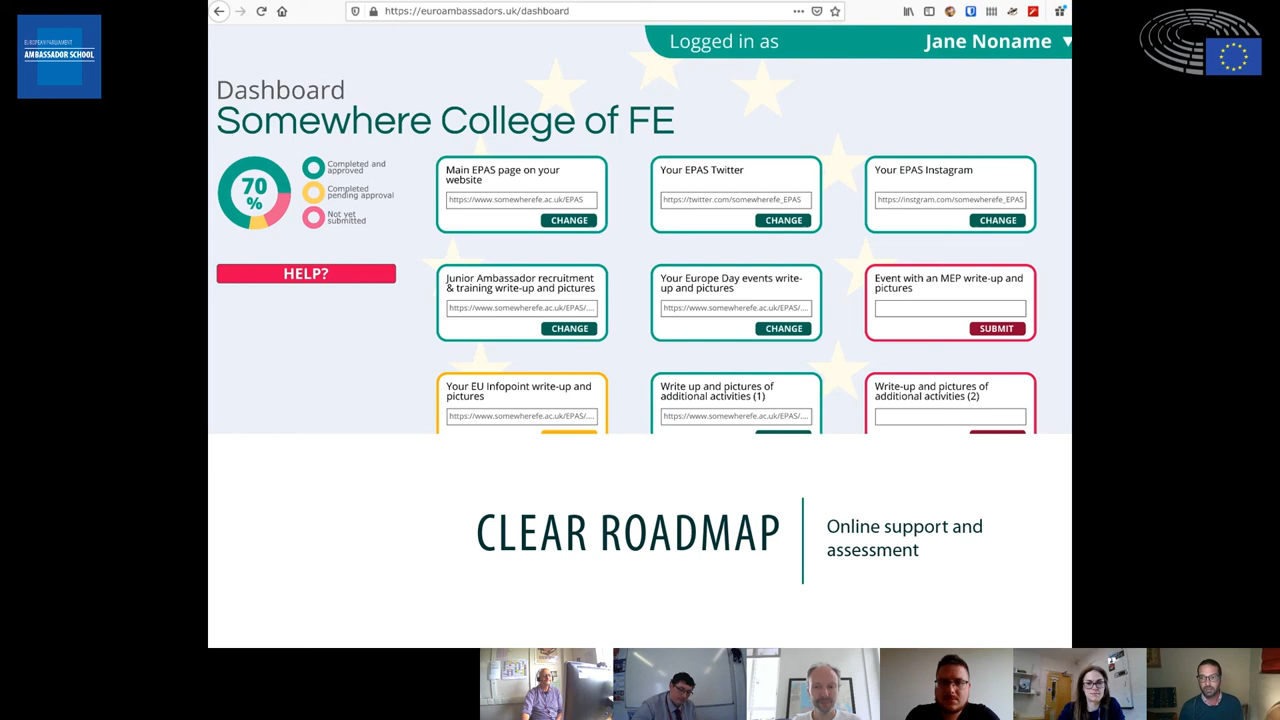 EUROPEAN PARLIAMENT
AMBASSADOR SCHOOL
https://euroambassadors.uk/dashboard
Logged in as Jane Noname
Dashboard
Somewhere College of FE
70
%
Completed and
approved
Completed
pending approval
Not yet
submitted
HELP?
Main EPAS page on your
website
https://www.somewherefe.ac.uk/EPAS
CHANGE
Your EPAS Twitter
https://twitter.com/somewherefe_EPAS
CHANGE
Your EPAS Instagram
https://instgram.com/somewherefe_EPAS
CHANGE
Junior Ambassador recruitment
& training write-up and pictures
https://www.somewherefe.ac.uk/EPAS/....
CHANGE
Your Europe Day events write-
up and pictures
https://www.somewherefe.ac.uk/EPAS/....
CHANGE
Event with an MEP write-up and
pictures
SUBMIT
Your EU Infopoint write-up and
pictures
https://www.somewherefe.ac.uk/EPAS/....
Write up and pictures of
additional activities (1)
https://www.somewherefe.ac.uk/EPAS/....
Write-up and pictures of
additional activities (2)
CLEAR ROADMAP
Online support and
assessment